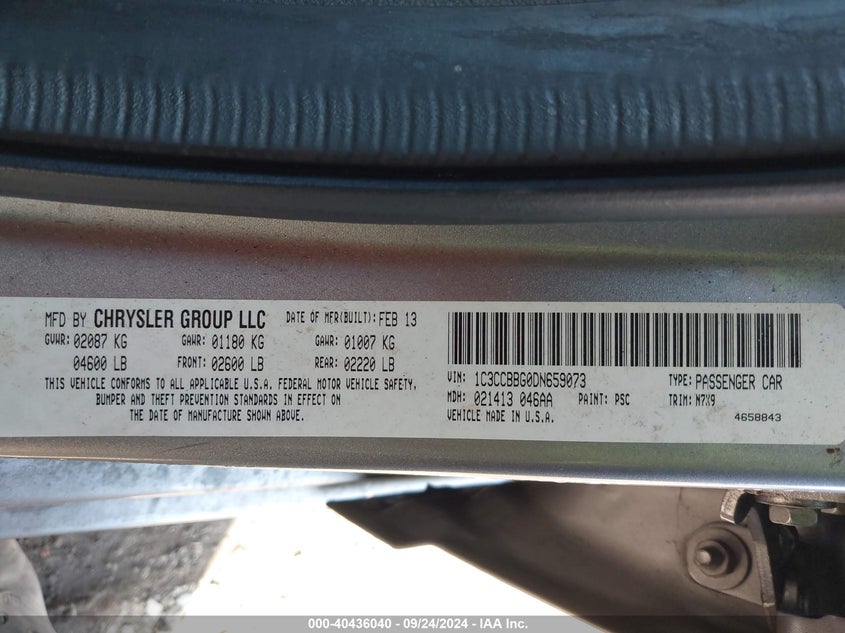 MFD BY CHRYSLER GROUP LLC DATE OF MFR(BUILT): FEB 13
GVWR: 02087 KG GAWR: 01180 KG GAWR: 01007 KG
04600 LB FRONT: 02600 LB REAR: 02220 LB
THIS VEHICLE CONFORMS TO ALL APPLICABLE U.S.A. FEDERAL MOTOR VEHICLE SAFETY,
BUMPER AND THEFT PREVENTION STANDARDS IN EFFECT ON
THE DATE OF MANUFACTURE SHOWN ABOVE.
VIN: 1C3CCBBG0DN659073 TYPE: PASSENGER CAR
MDH: 021413 046AA PAINT: PSC TRIM: N7X9
VEHICLE MADE IN U.S.A. 4658843
000-40436040 - 09/24/2024 - IAA Inc.